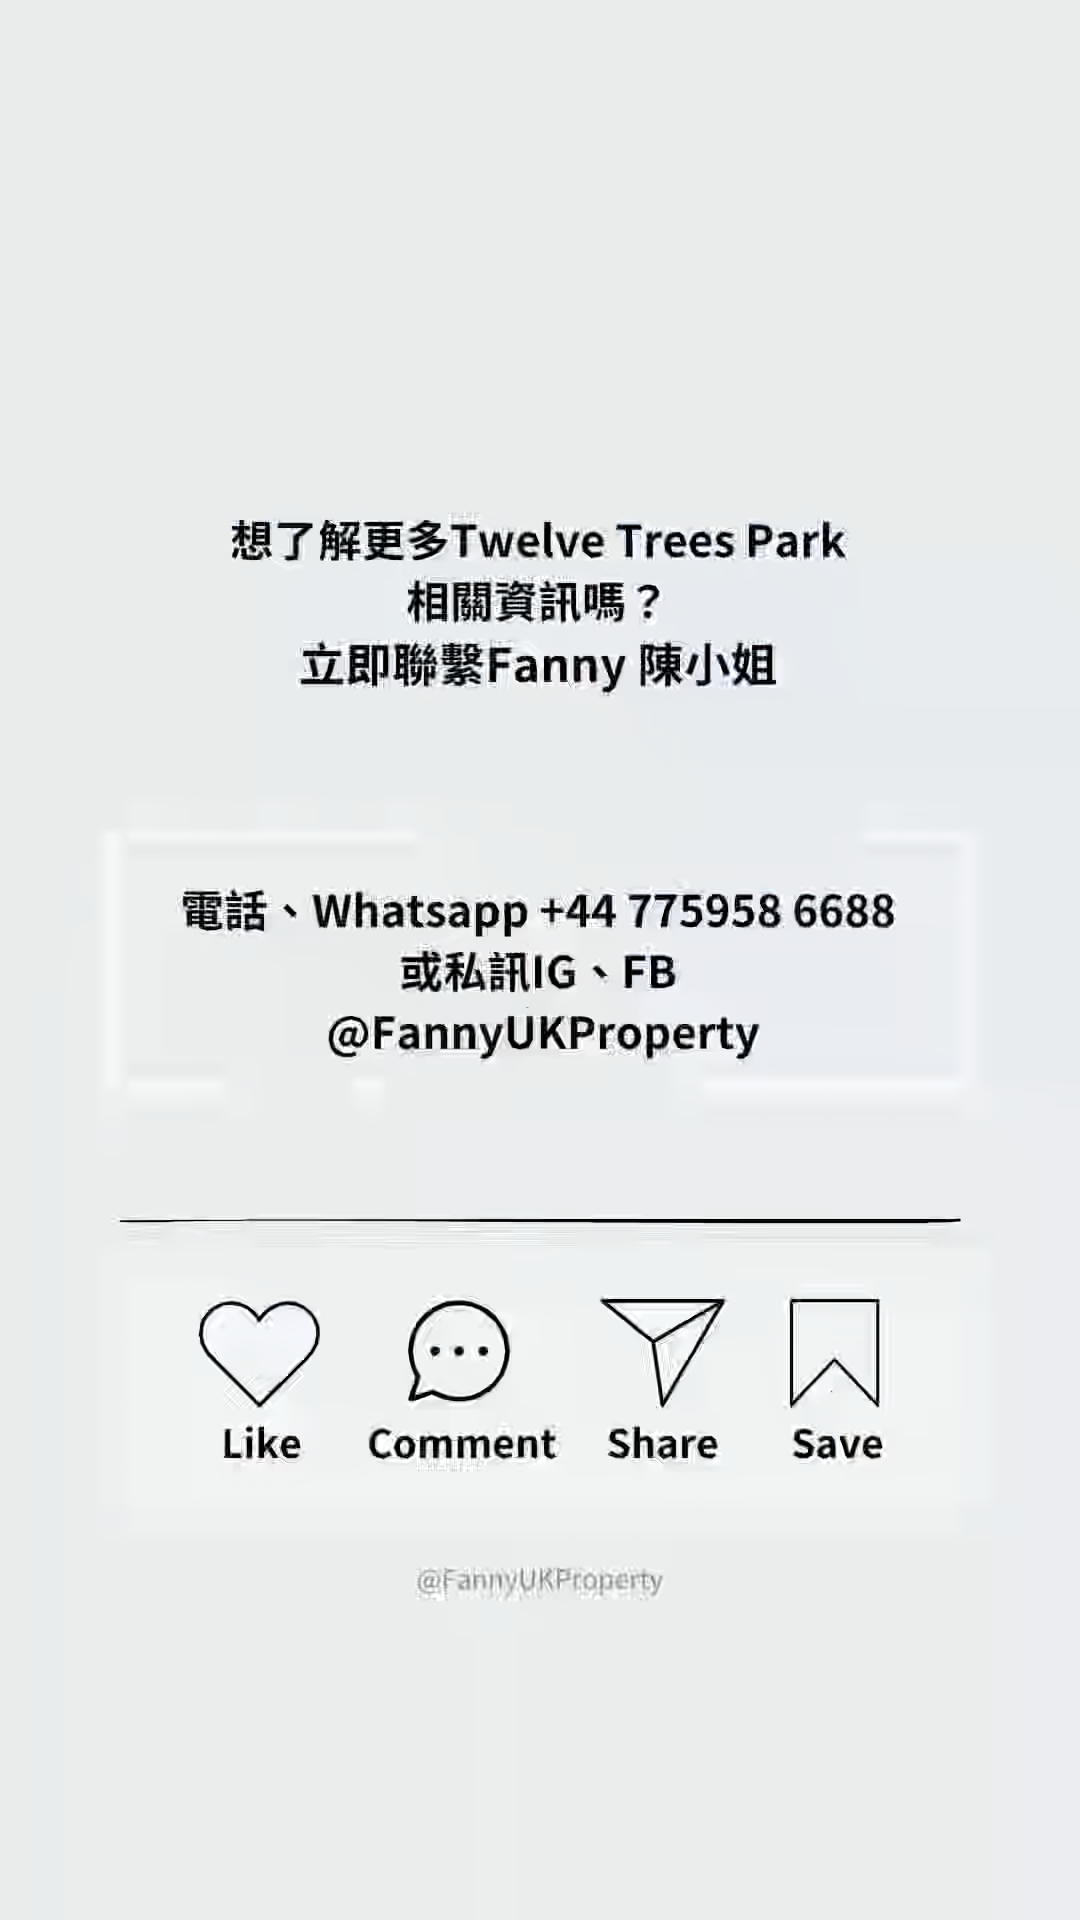 想了解更多Twelve Trees Park
相關資訊嗎？
立即聯繫Fanny 陳小姐
電話、Whatsapp +44 775958 6688
或私訊IG、FB
@FannyUKProperty
Like Comment Share Save
@FannyUKProperty